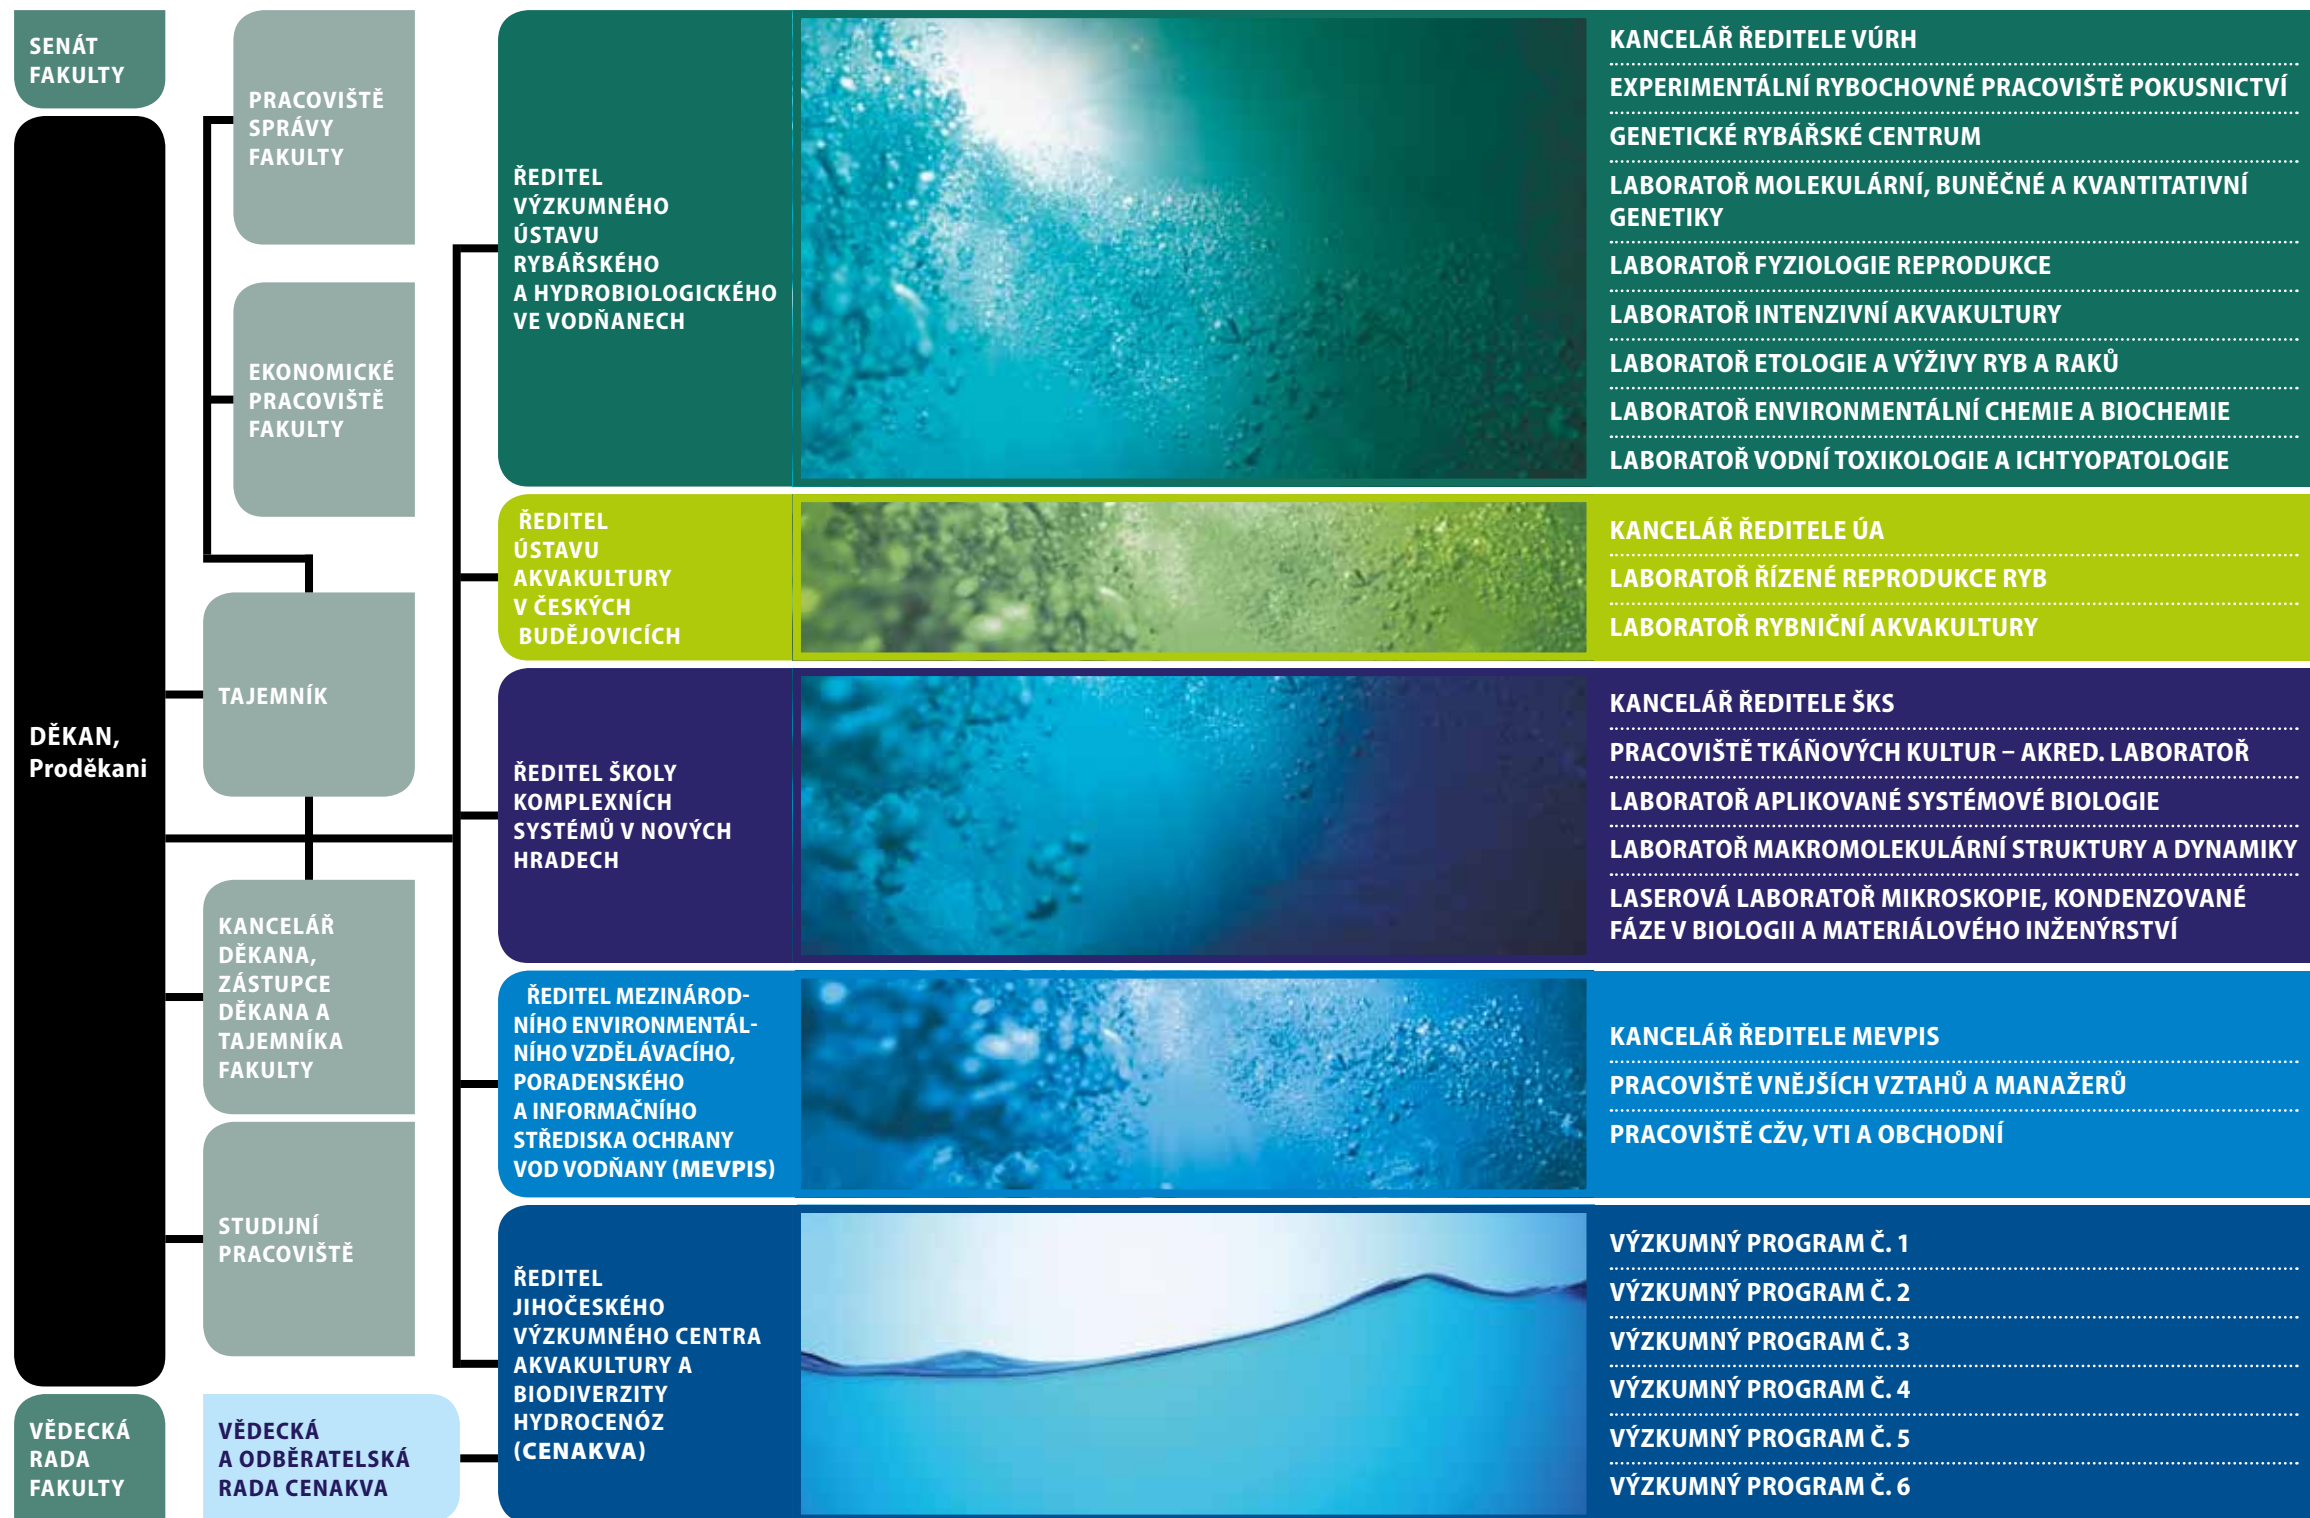 SENÁT
FAKULTY
DĚKAN,
Proděkani
VĚDECKÁ
RADA
FAKULTY
PRACOVIŠTĚ
SPRÁVY
FAKULTY
EKONOMICKÉ
PRACOVIŠTĚ
FAKULTY
TAJEMNÍK
KANCELÁŘ
DĚKANA,
ZÁSTUPCE
DĚKANA A
TAJEMNÍKA
FAKULTY
STUDIJNÍ
PRACOVIŠTĚ
VĚDECKÁ
A ODBĚRATELSKÁ
RADA CENAKVA
ŘEDITEL
VÝZKUMNÉHO
ÚSTAVU
RYBÁŘSKÉHO
A HYDROBIOLOGICKÉHO
VE VODŇANECH
KANCELÁŘ ŘEDITELE VÚRH
EXPERIMENTÁLNÍ RYBOCHOVNÉ PRACOVIŠTĚ POKUSNICTVÍ
GENETICKÉ RYBÁŘSKÉ CENTRUM
LABORATOŘ MOLEKULÁRNÍ, BUNĚČNÉ A KVANTITATIVNÍ
GENETIKY
LABORATOŘ FYZIOLOGIE REPRODUKCE
LABORATOŘ INTENZIVNÍ AKVAKULTURY
LABORATOŘ ETOLOGIE A VÝŽIVY RYB A RAKŮ
LABORATOŘ ENVIRONMENTÁLNÍ CHEMIE A BIOCHEMIE
LABORATOŘ VODNÍ TOXIKOLOGIE A ICHTYOPATOLOGIE
ŘEDITEL
ÚSTAVU
AKVAKULTURY
V ČESKÝCH
BUDĚJOVICÍCH
KANCELÁŘ ŘEDITELE ÚA
LABORATOŘ ŘÍZENÉ REPRODUKCE RYB
LABORATOŘ RYBNIČNÍ AKVAKULTURY
ŘEDITEL ŠKOLY
KOMPLEXNÍCH
SYSTÉMŮ V NOVÝCH
HRADECH
KANCELÁŘ ŘEDITELE ŠKS
PRACOVIŠTĚ TKÁŇOVÝCH KULTUR – AKRED. LABORATOŘ
LABORATOŘ APLIKOVANÉ SYSTÉMOVÉ BIOLOGIE
LABORATOŘ MAKROMOLEKULÁRNÍ STRUKTURY A DYNAMIKY
LASEROVÁ LABORATOŘ MIKROSKOPIE, KONDENZOVANÉ
FÁZE V BIOLOGII A MATERIÁLOVÉHO INŽENÝRSTVÍ
ŘEDITEL MEZINÁROD-
NÍHO ENVIRONMENTÁL-
NÍHO VZDĚLÁVACÍHO,
PORADENSKÉHO
A INFORMAČNÍHO
STŘEDISKA OCHRANY
VOD VODŇANY (MEVPIS)
KANCELÁŘ ŘEDITELE MEVPIS
PRACOVIŠTĚ VNĚJŠÍCH VZTAHŮ A MANAŽERŮ
PRACOVIŠTĚ CŽV, VTI A OBCHODNÍ
ŘEDITEL
JIHOČESKÉHO
VÝZKUMNÉHO CENTRA
AKVAKULTURY A
BIODIVERZITY
HYDROCENÓZ
(CENAKVA)
VÝZKUMNÝ PROGRAM Č. 1
VÝZKUMNÝ PROGRAM Č. 2
VÝZKUMNÝ PROGRAM Č. 3
VÝZKUMNÝ PROGRAM Č. 4
VÝZKUMNÝ PROGRAM Č. 5
VÝZKUMNÝ PROGRAM Č. 6